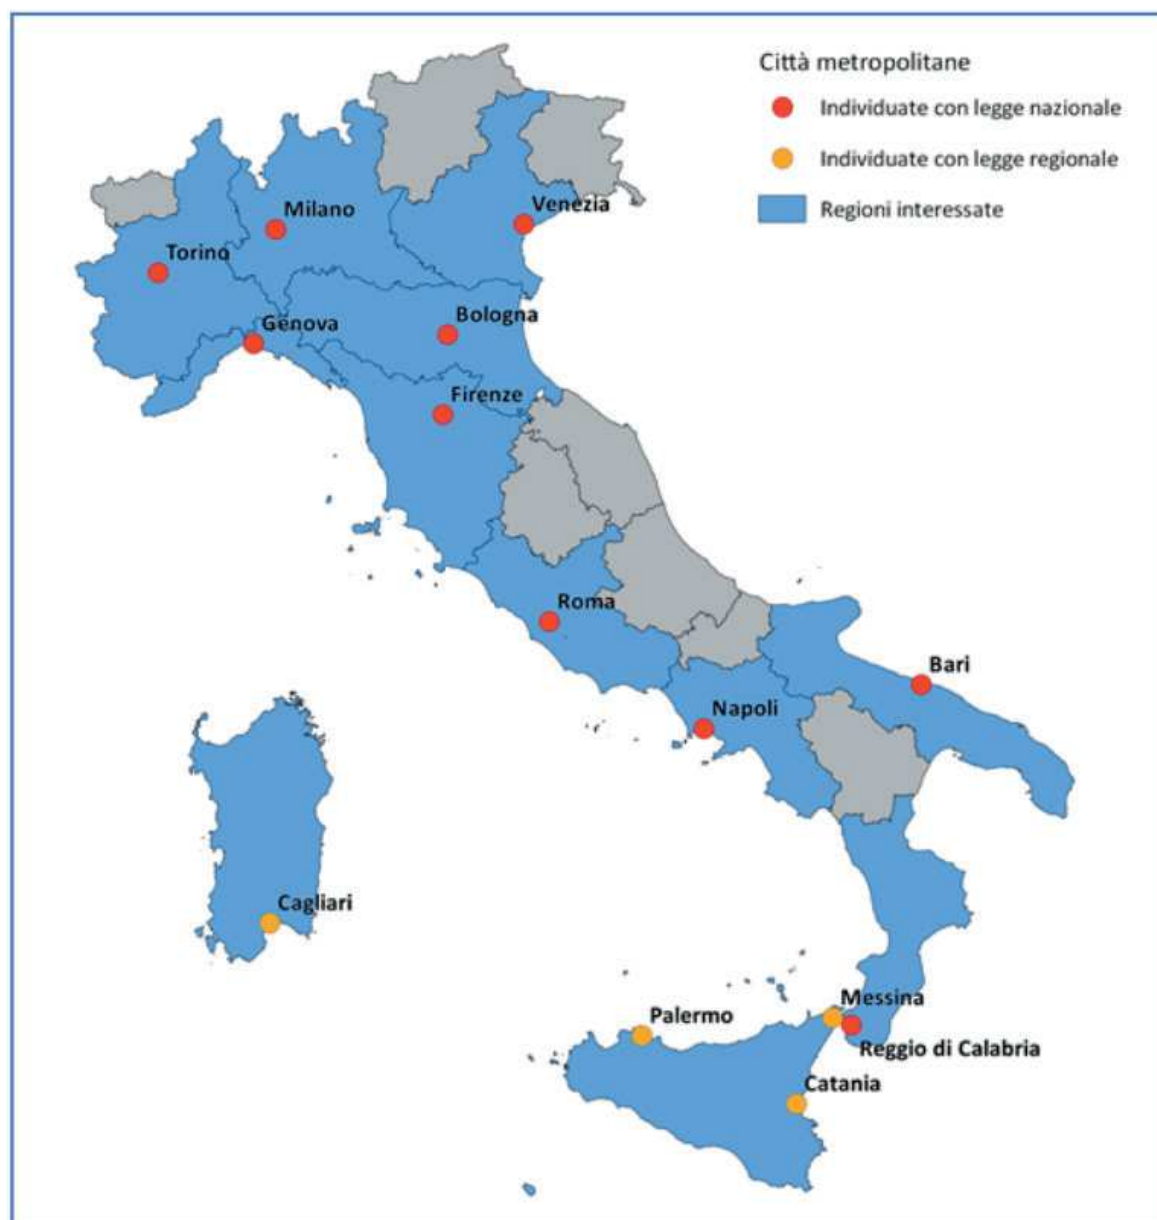 Città metropolitane
Individuate con legge nazionale
Individuate con legge regionale
Regioni interessate
Milano
Venezia
Torino
Bologna
Genova
Firenze
Roma
Bari
Napoli
Cagliari
Messina
Palermo
Reggio di Calabria
Catania